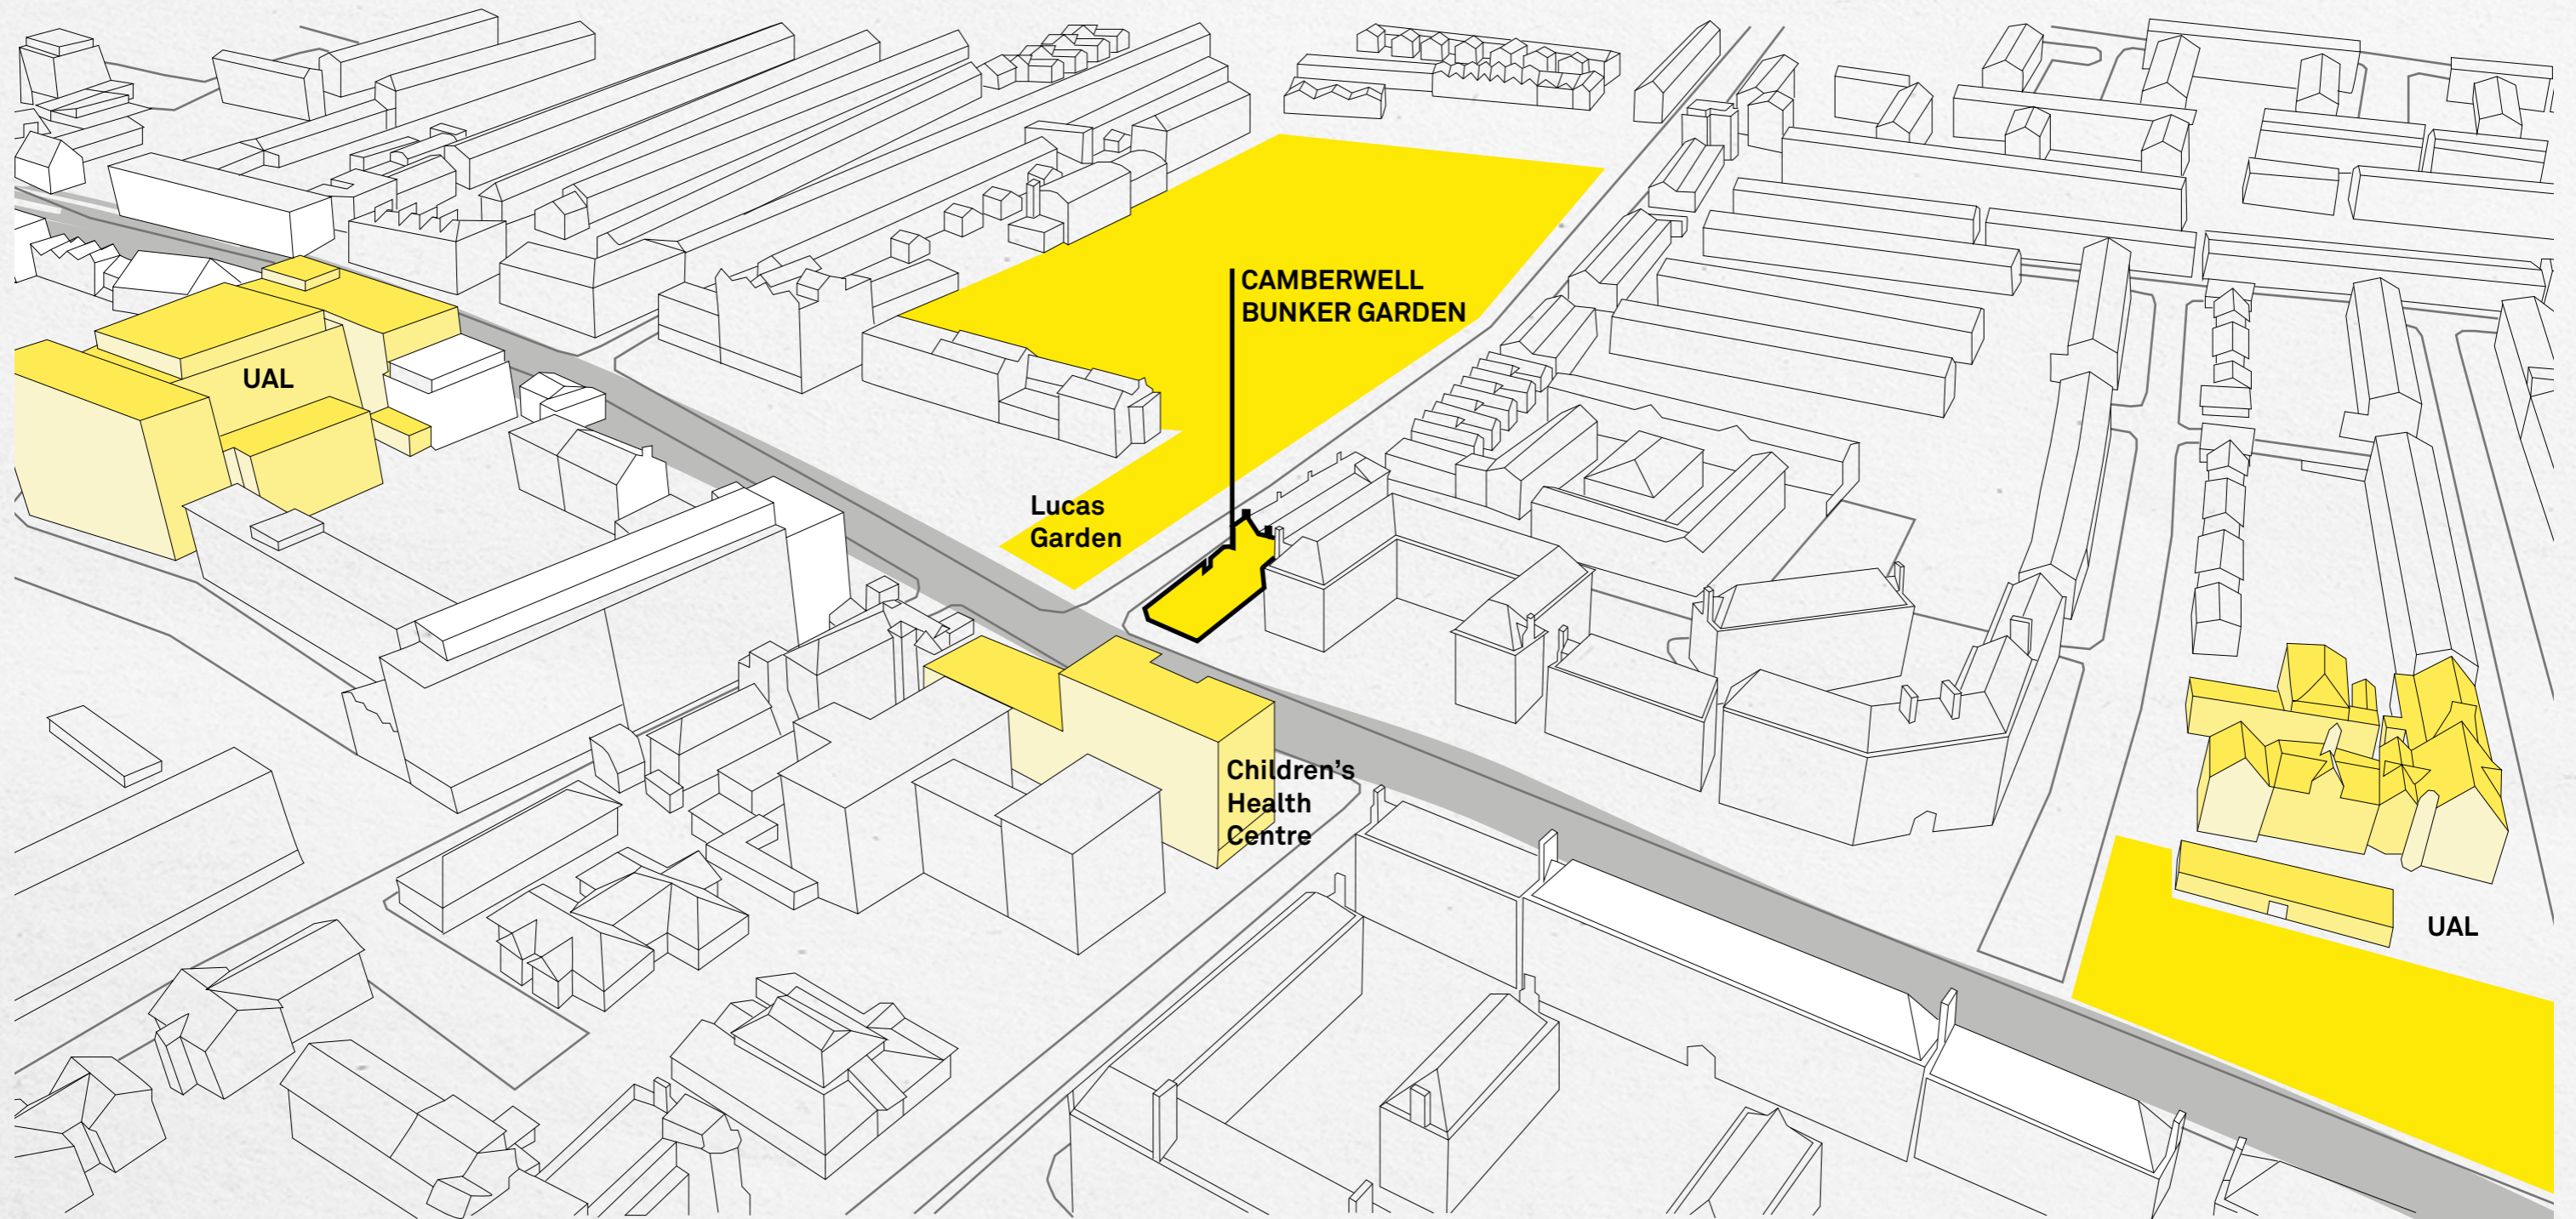 CAMBERWELL
BUNKER GARDEN
UAL
Lucas
Garden
Children’s
Health
Centre
UAL